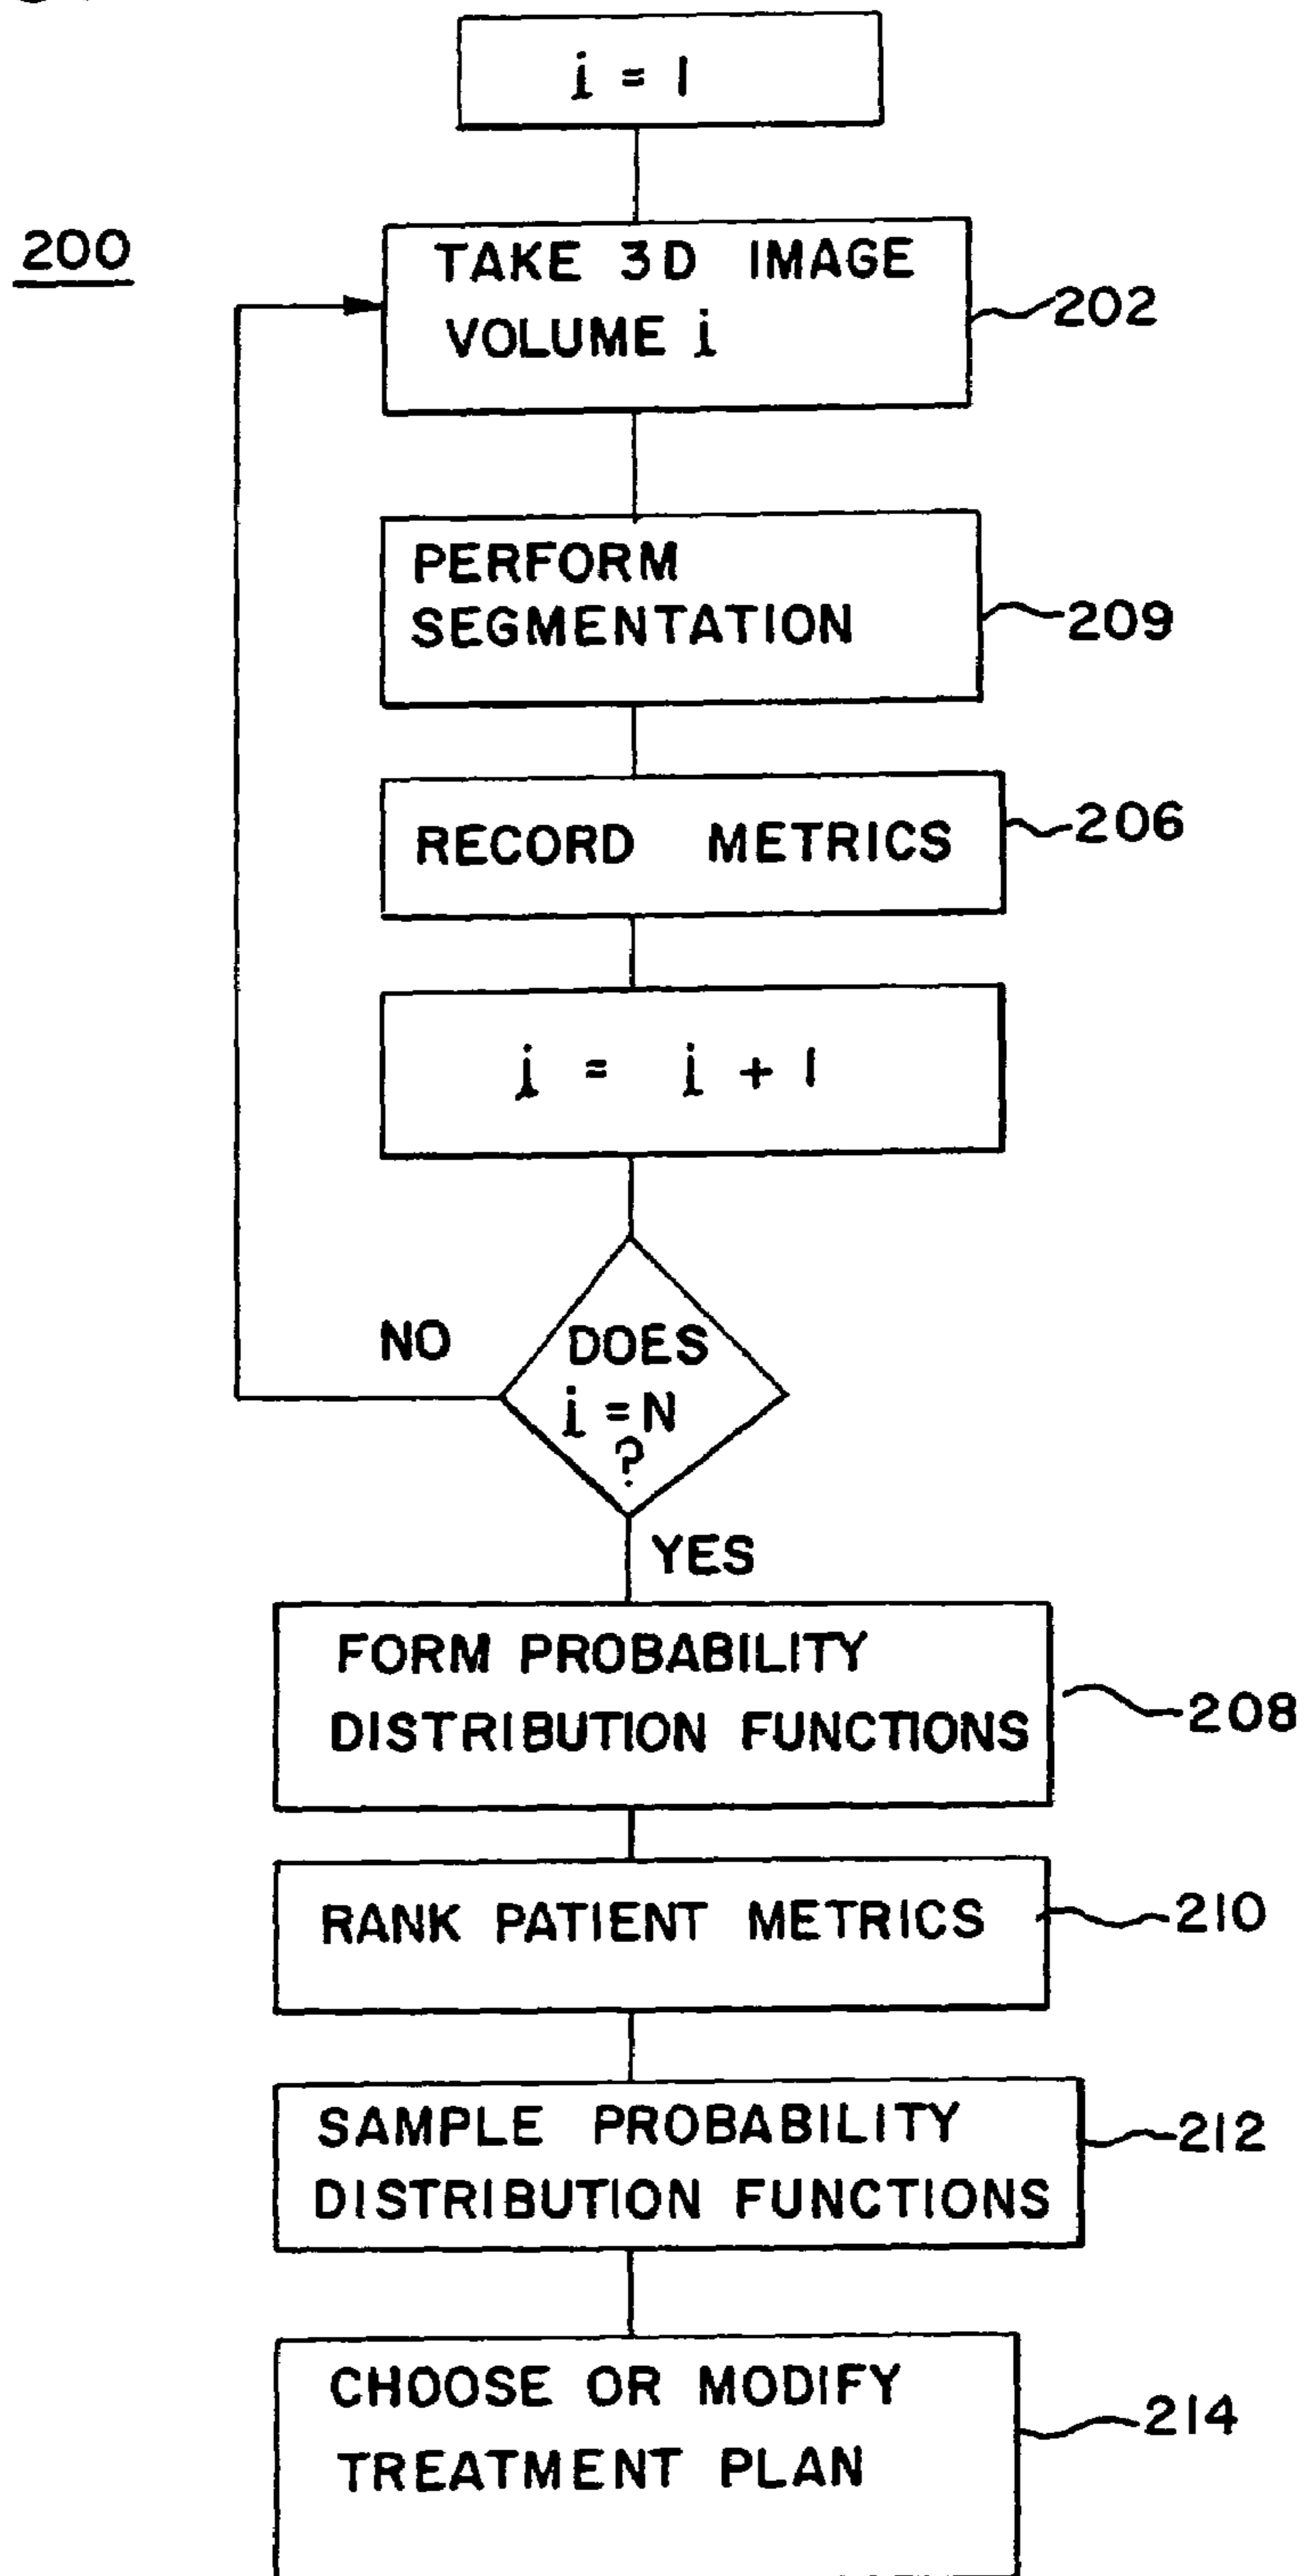 i = 1
200
TAKE 3D IMAGE
VOLUME i
202
PERFORM
SEGMENTATION
209
RECORD METRICS
206
i = i + 1
NO
DOES
i = N
?
YES
FORM PROBABILITY
DISTRIBUTION FUNCTIONS
208
RANK PATIENT METRICS
210
SAMPLE PROBABILITY
DISTRIBUTION FUNCTIONS
212
CHOOSE OR MODIFY
TREATMENT PLAN
214